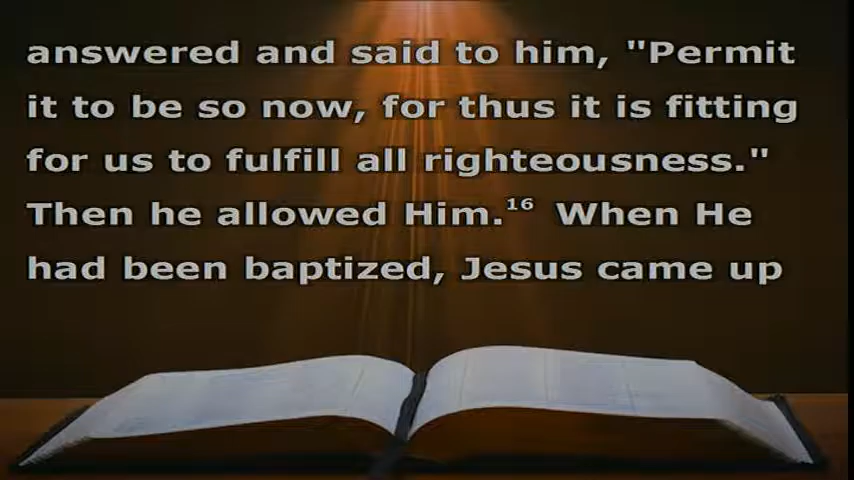 answered and said to him, "Permit
it to be so now, for thus it is fitting
for us to fulfill all righteousness."
Then he allowed Him.¹⁶ When He
had been baptized, Jesus came up